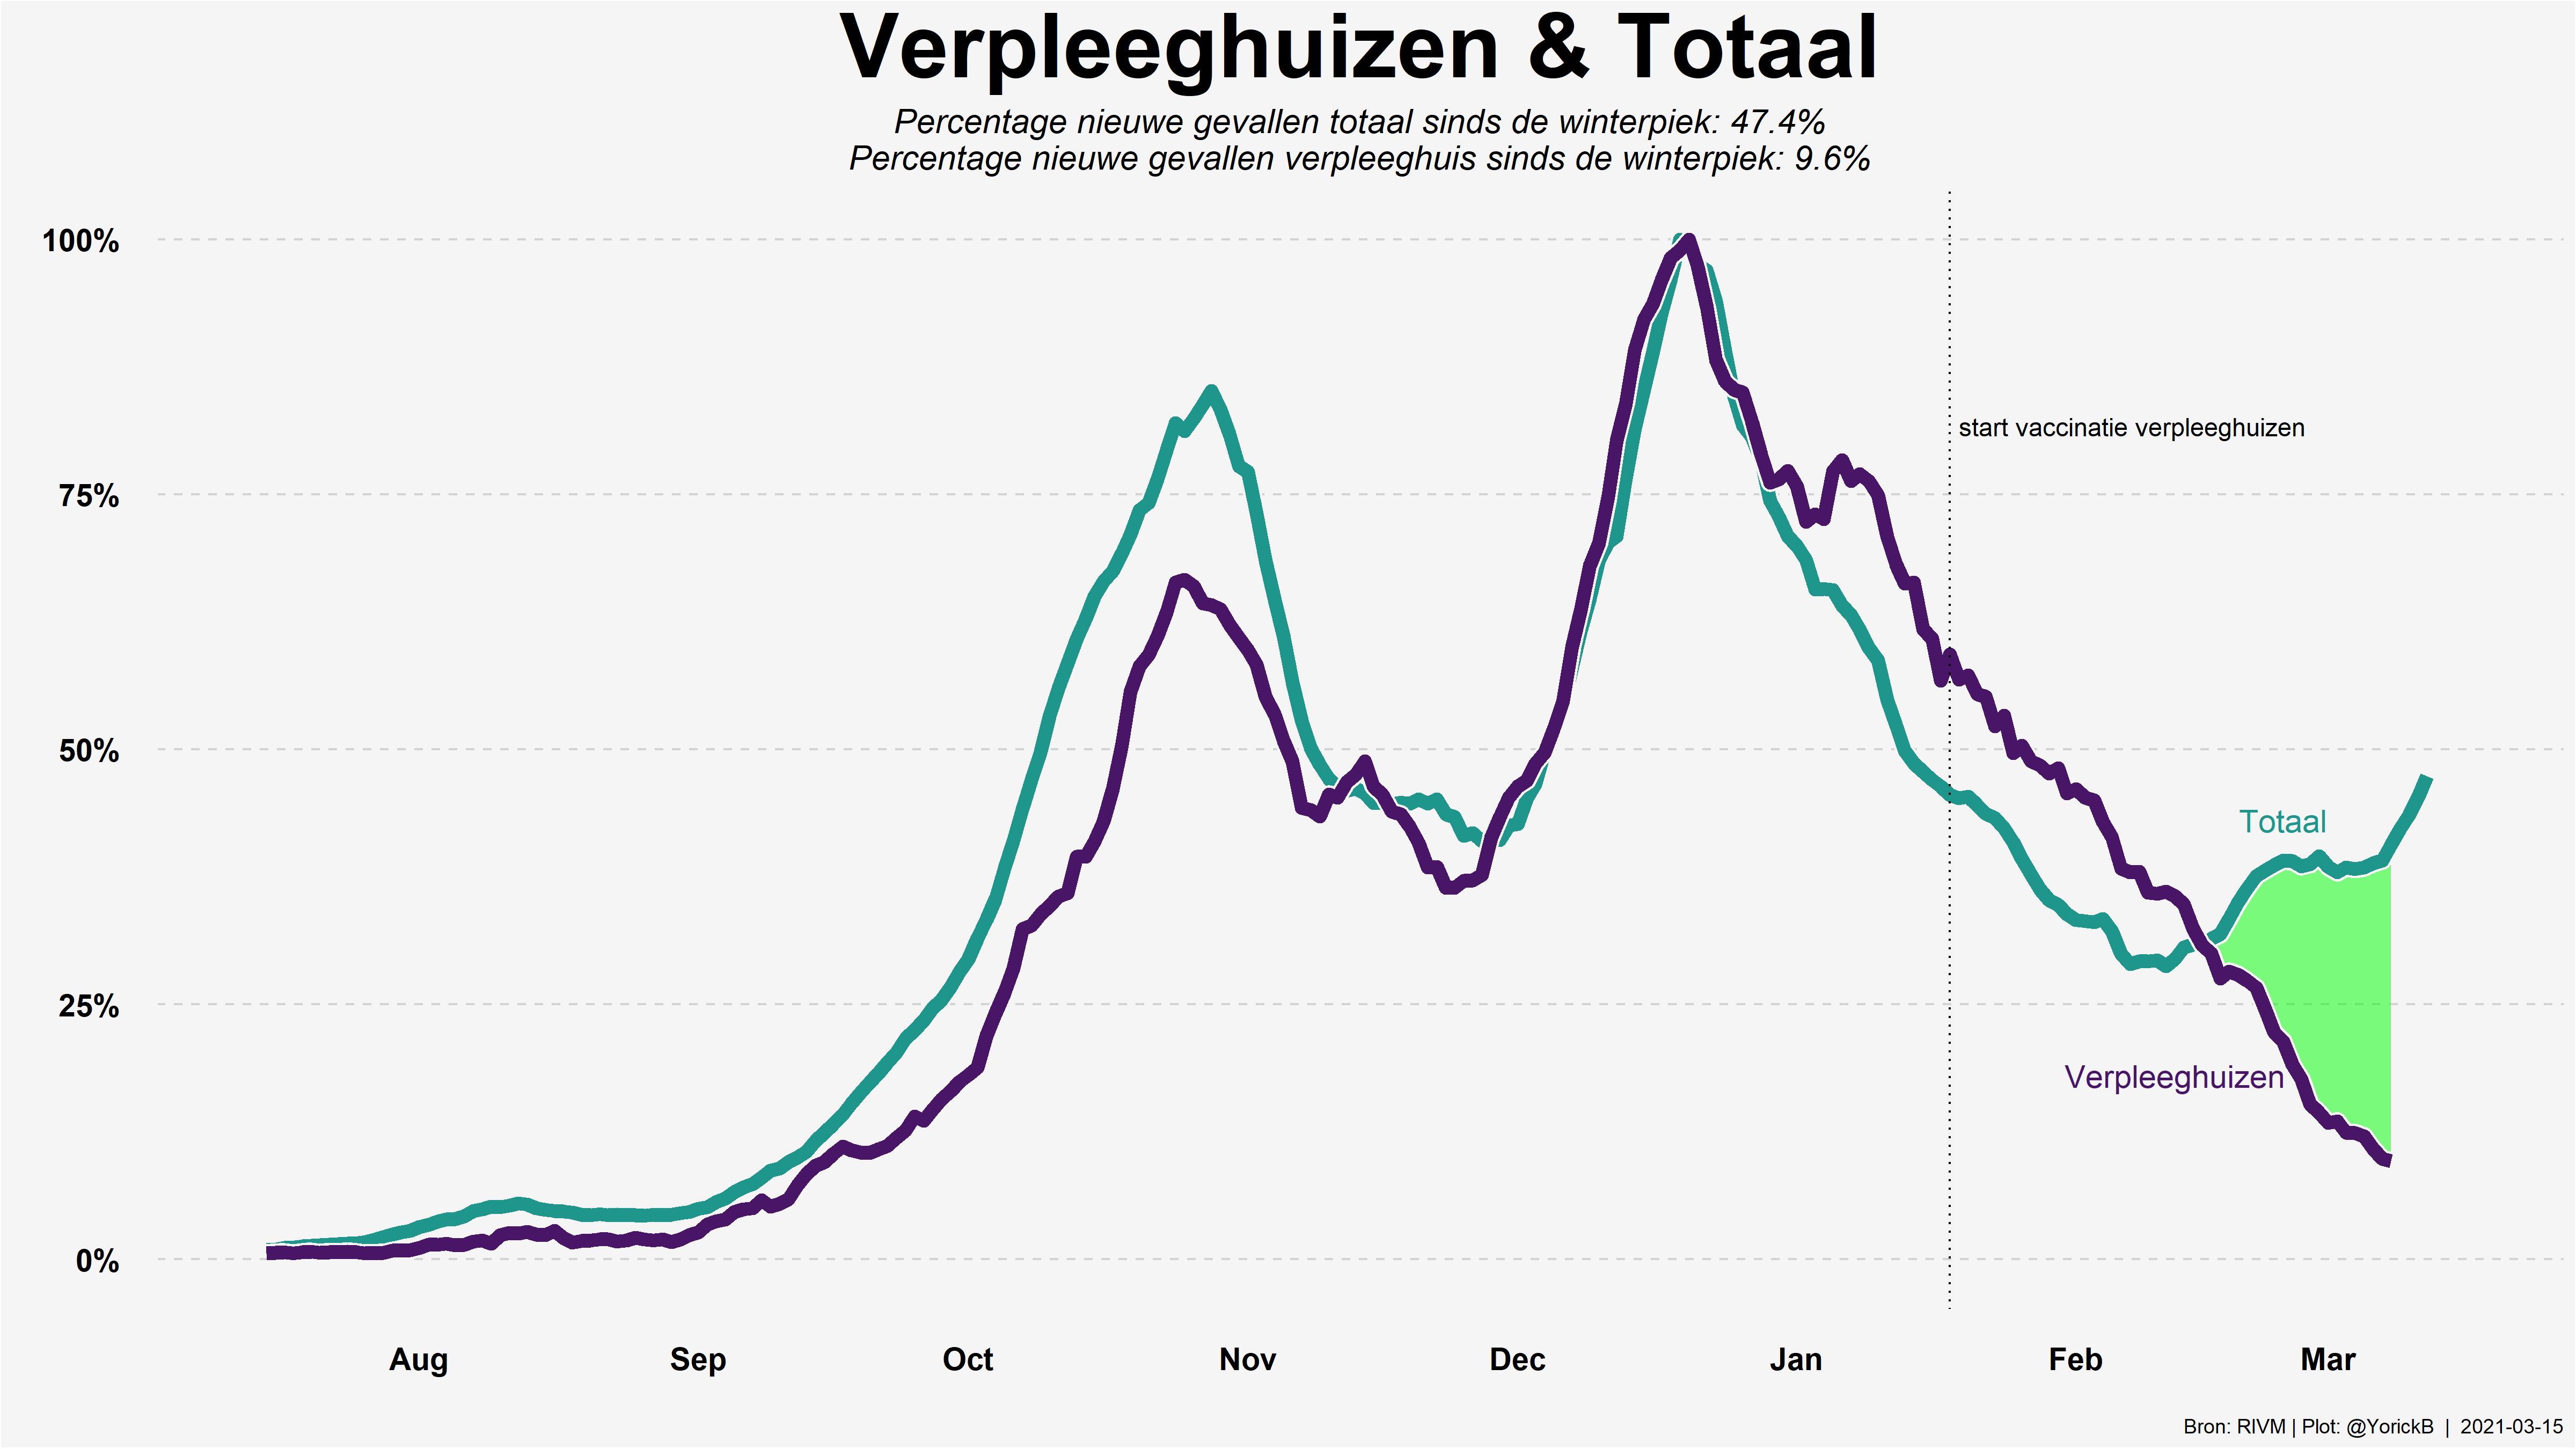 Verpleeghuizen & Totaal
Percentage nieuwe gevallen totaal sinds de winterpiek: 47.4%
Percentage nieuwe gevallen verpleeghuis sinds de winterpiek: 9.6%
100%
start vaccinatie verpleeghuizen
75%
50%
Totaal
25%
Verpleeghuizen
0%
Aug Sep Oct Nov Dec Jan Feb Mar
Bron: RIVM | Plot: @YorickB | 2021-03-15